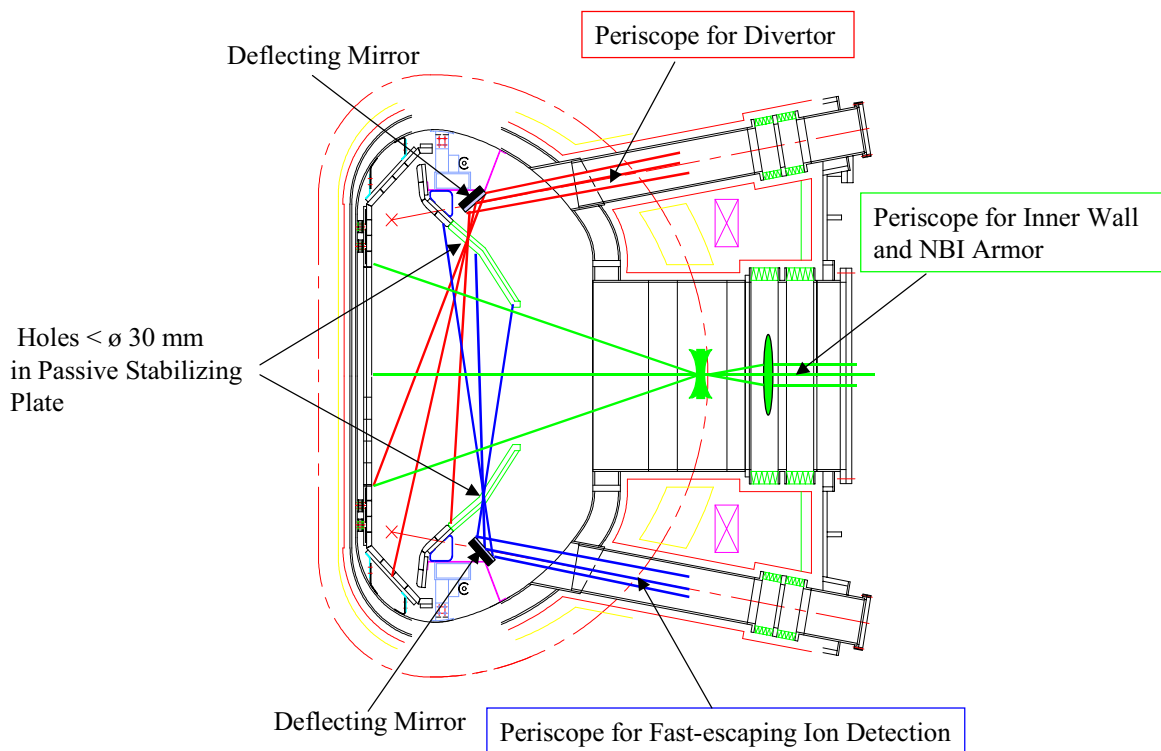 Periscope for Divertor
Deflecting Mirror
Periscope for Inner Wall
and NBI Armor
Holes < ø 30 mm
in Passive Stabilizing
Plate
Deflecting Mirror
Periscope for Fast-escaping Ion Detection